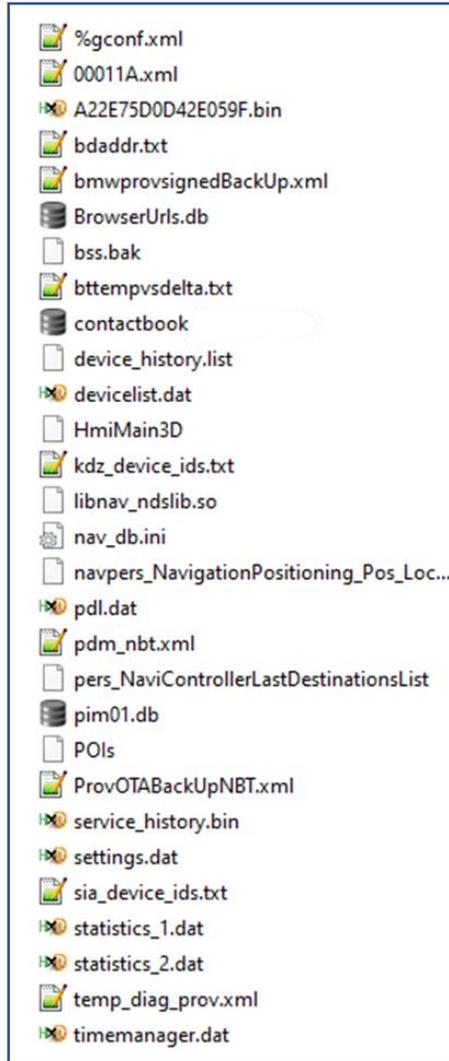 %gconf.xml
00011A.xml
A22E75D0D42E059F.bin
bdaddr.txt
bmwprovsignedBackUp.xml
BrowserUrls.db
bss.bak
bttempvsdelta.txt
contactbook
device_history.list
devicelist.dat
HmiMain3D
kdz_device_ids.txt
libnav_ndslib.so
nav_db.ini
navpers_NavigationPositioning_Pos_Loc...
pdl.dat
pdm_nbt.xml
pers_NaviControllerLastDestinationsList
pim01.db
POIs
ProvOTABackUpNBT.xml
service_history.bin
settings.dat
sia_device_ids.txt
statistics_1.dat
statistics_2.dat
temp_diag_prov.xml
timemanager.dat